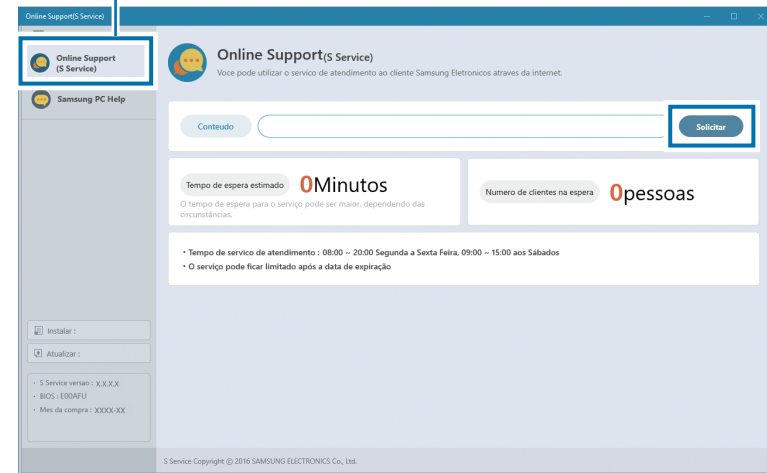 Online Support(S Service)
Online Support
(S Service)
Samsung PC Help
Instalar :
Atualizar :
• S Service versao : X.X.X.X
• BIOS : E00AFU
• Mes da compra : XXXX-XX
Online Support(S Service)
Voce pode utilizar o servico de atendimento ao cliente Samsung Eletronicos atraves da internet.
Conteudo
Solicitar
Tempo de espera estimado 0Minutos
O tempo de espera para o serviço pode ser maior, dependendo das
circunstâncias.
Numero de clientes na espera 0pessoas
• Tempo de servico de atendimento : 08:00 ~ 20:00 Segunda a Sexta Feira, 09:00 ~ 15:00 aos Sábados
• O serviço pode ficar limitado após a data de expiração
S Service Copyright ⓒ 2016 SAMSUNG ELECTRONICS Co., Ltd.